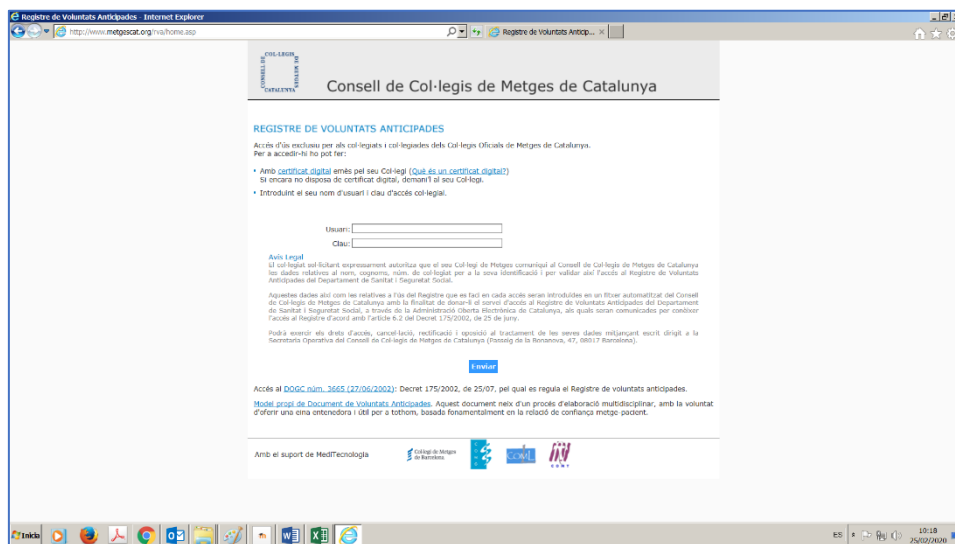 Registre de Voluntats Anticipades - Internet Explorer
http://www.metgescat.org/rva/home.asp
Registre de Voluntats Anticip...
COL·LEGIS
DE METGES
CATALUNYA
CONSELL DE
Consell de Col·legis de Metges de Catalunya
REGISTRE DE VOLUNTATS ANTICIPADES
Accés d'ús exclusiu per als col·legiats i col·legiades dels Col·legis Oficials de Metges de Catalunya.
Per a accedir-hi ho pot fer:
Amb certificat digital emès pel seu Col·legi (Què és un certificat digital?)
Si encara no disposa de certificat digital, demani'l al seu Col·legi.
Introduint el seu nom d'usuari i clau d'accés col·legial.
Usuari:
Clau:
Avís Legal
El col·legiat sol·licitant expressament autoritza que el seu Col·legi de Metges comuniqui al Consell de Col·legis de Metges de Catalunya
les dades relatives al nom, cognoms, núm. de col·legiat per a la seva identificació i per validar així l'accés al Registre de Voluntats
Anticipades del Departament de Sanitat i Seguretat Social.
Aquestes dades així com les relatives a l'ús del Registre que es faci en cada accés seran introduïdes en un fitxer automatitzat del Consell
de Col·legis de Metges de Catalunya amb la finalitat de donar-li el servei d'accés al Registre de Voluntats Anticipades del Departament
de Sanitat i Seguretat Social, a través de la Administració Oberta Electrònica de Catalunya, als quals seran comunicades per conèixer
l'accés al Registre d'acord amb l'article 6.2 del Decret 175/2002, de 25 de juny.
Podrà exercir els drets d'accés, cancel·lació, rectificació i oposició al tractament de les seves dades mitjançant escrit dirigit a la
Secretaria Operativa del Consell de Col·legis de Metges de Catalunya (Passeig de la Bonanova, 47, 08017 Barcelona).
Enviar
Accés al DOGC núm. 3665 (27/06/2002): Decret 175/2002, de 25/07, pel qual es regula el Registre de voluntats anticipades.
Model propi de Document de Voluntats Anticipades. Aquest document neix d'un procés d'elaboració multidisciplinar, amb la voluntat
d'oferir una eina entenedora i útil per a tothom, basada fonamentalment en la relació de confiança metge-pacient.
Amb el suport de MediTecnologia
Col·legi de Metges
de Barcelona
CoMLL
COMT
Inicio
ES
10:18
25/02/2020